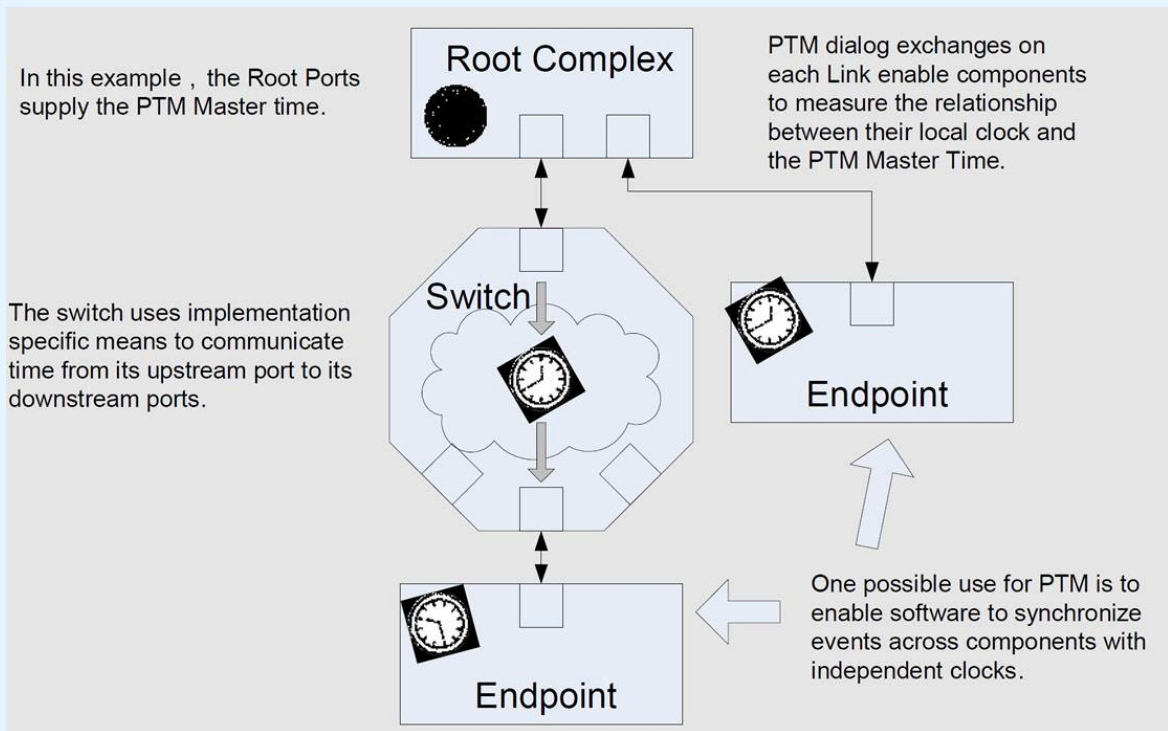 Root Complex
In this example , the Root Ports
supply the PTM Master time.
PTM dialog exchanges on
each Link enable components
to measure the relationship
between their local clock and
the PTM Master Time.
Switch
The switch uses implementation
specific means to communicate
time from its upstream port to its
downstream ports.
Endpoint
One possible use for PTM is to
enable software to synchronize
events across components with
independent clocks.
Endpoint